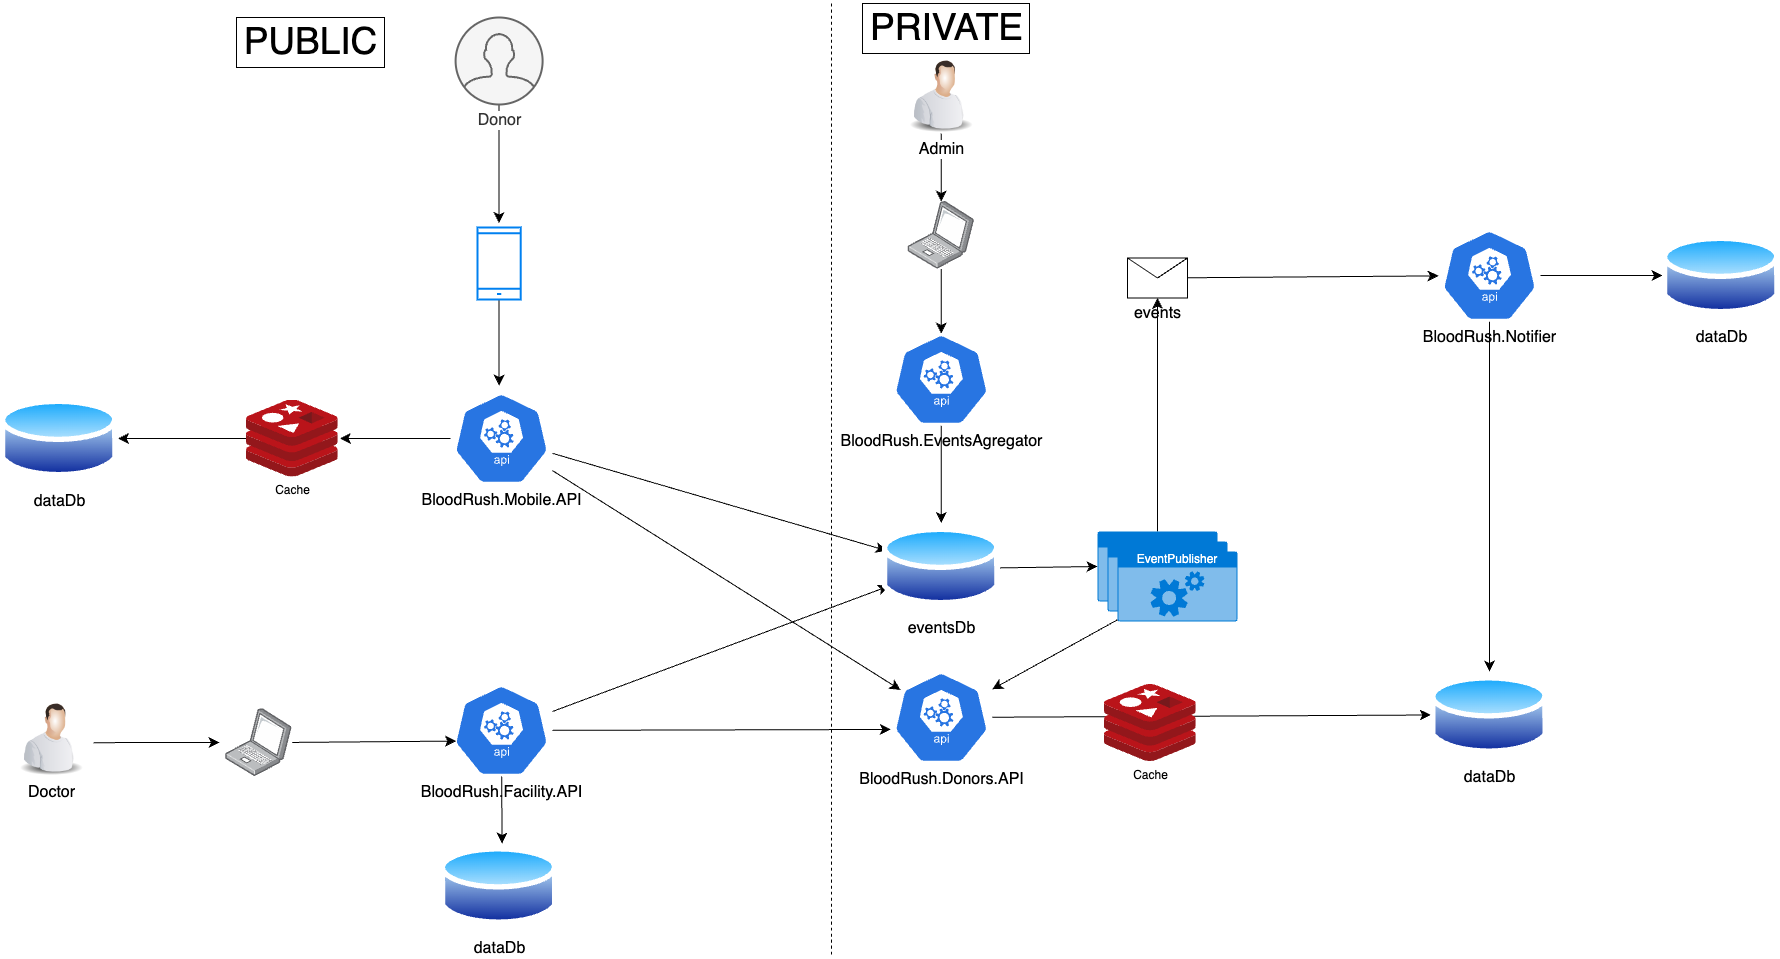 PUBLIC
PRIVATE
Donor
Admin
events
api
BloodRush.Notifier
dataDb
api
BloodRush.EventsAgregator
Cache
dataDb
api
BloodRush.Mobile.API
EventPublisher
eventsDb
Doctor
api
BloodRush.Facility.API
api
BloodRush.Donors.API
Cache
dataDb
dataDb